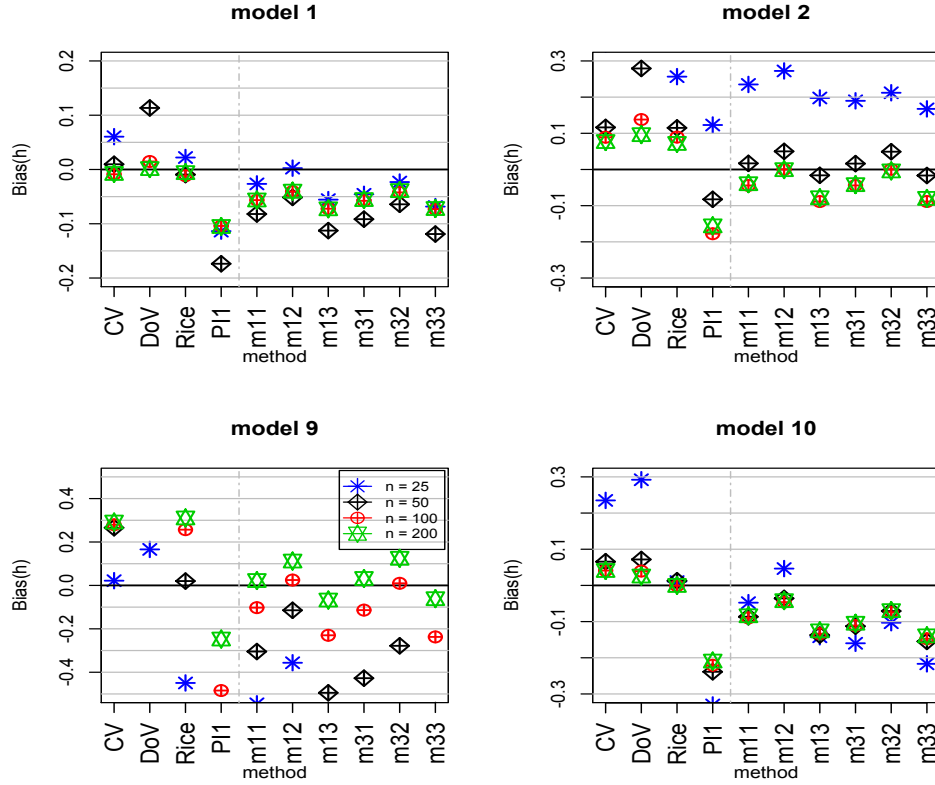 model 1
Bias(h)
0.2
0.1
0.0
-0.1
-0.2
CV
DoV
Rice
PI1
m11
m12
m13
m31
m32
m33
method
model 2
Bias(h)
0.3
0.1
-0.1
-0.3
CV
DoV
Rice
PI1
m11
m12
m13
m31
m32
m33
method
model 9
Bias(h)
0.4
0.2
0.0
-0.2
-0.4
n = 25
n = 50
n = 100
n = 200
CV
DoV
Rice
PI1
m11
m12
m13
m31
m32
m33
method
model 10
Bias(h)
0.3
0.1
-0.1
-0.3
CV
DoV
Rice
PI1
m11
m12
m13
m31
m32
m33
method